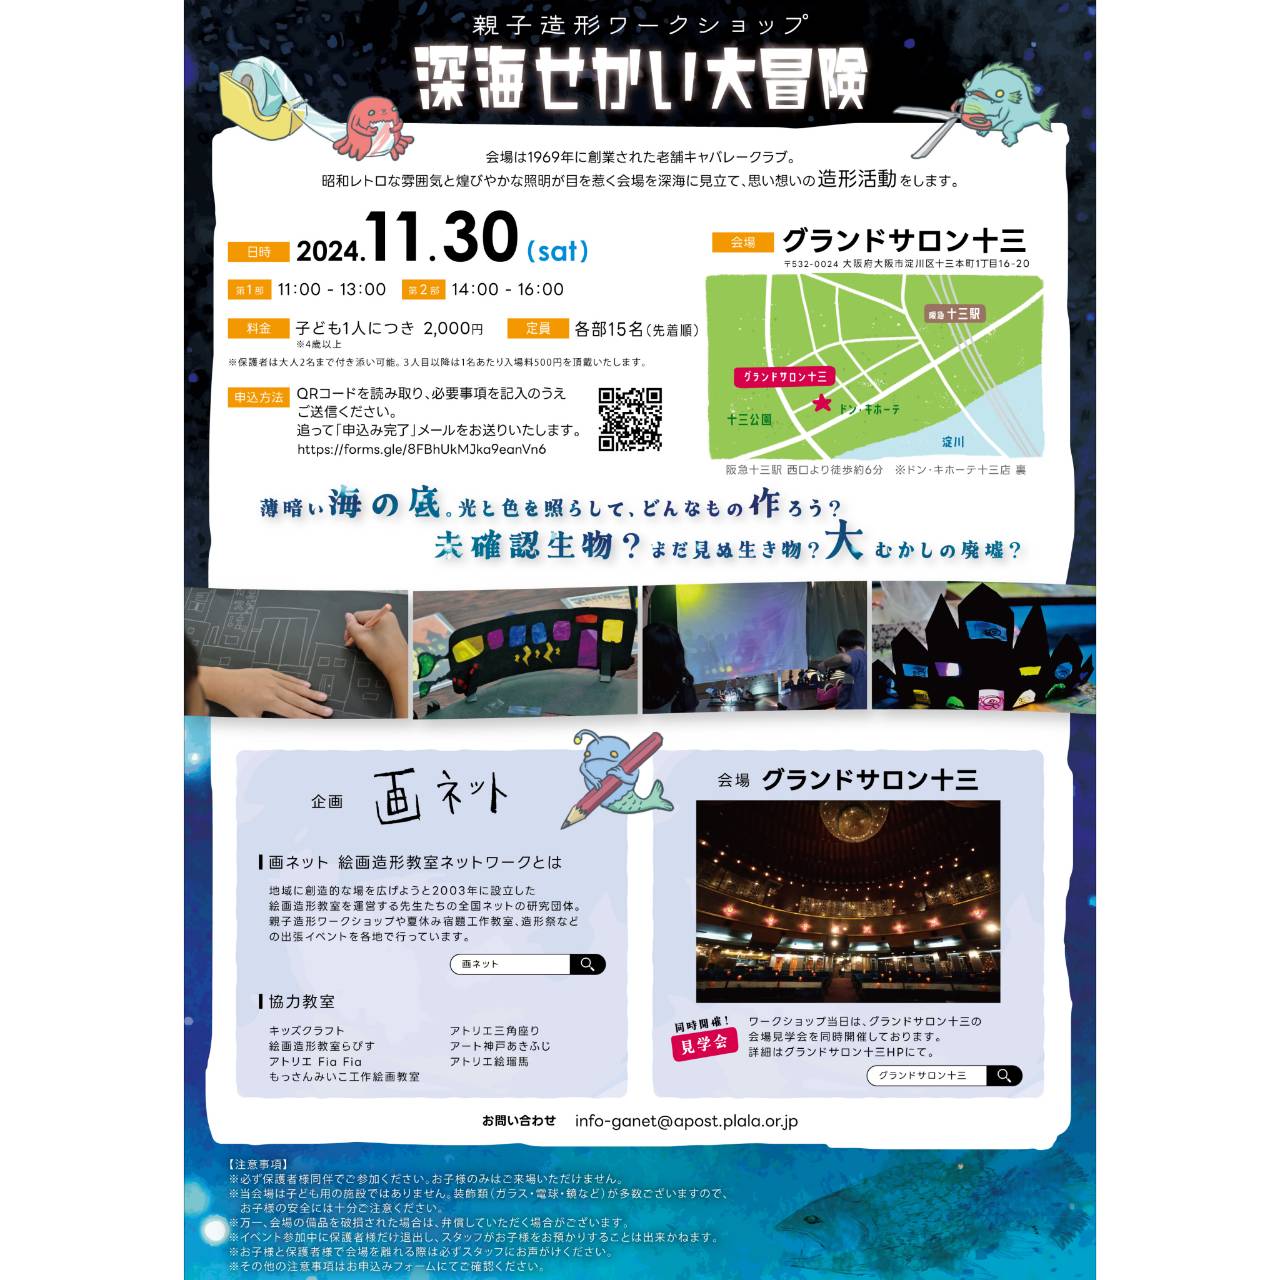 親子造形ワークショップ
深海せかい大冒険
会場は1969年に創業された老舗キャバレークラブ。
昭和レトロな雰囲気と煌びやかな照明が目を惹く会場を深海に見立て、思い想いの造形活動をします。
日時 2024.11.30(sat)
第1部 11:00 - 13:00 第2部 14:00 - 16:00
料金 子ども1人につき 2,000円 定員 各部15名(先着順)
※4歳以上
※保護者は大人2名まで付き添い可能。3人目以降は1名あたり入場料500円を頂戴いたします。
申込方法 QRコードを読み取り、必要事項を記入のうえ
ご送信ください。
追って「申込み完了」メールをお送りいたします。
https://forms.gle/8FBhUkMJka9eanVn6
会場 グランドサロン十三
〒532-0024 大阪府大阪市淀川区十三本町1丁目16-20
阪急 十三駅
グランドサロン十三
ドン・キホーテ
十三公園
淀川
阪急十三駅 西口より徒歩約6分 ※ドン・キホーテ十三店 裏
薄暗い海の底。光と色を照らして、どんなもの作ろう?
未確認生物?まだ見ぬ生き物?大むかしの廃墟?
企画 画ネット
画ネット 絵画造形教室ネットワークとは
地域に創造的な場を広げようと2003年に設立した
絵画造形教室を運営する先生たちの全国ネットの研究団体。
親子造形ワークショップや夏休み宿題工作教室、造形祭など
の出張イベントを各地で行っています。
画ネット
協力教室
キッズクラフト
絵画造形教室らぴす
アトリエ Fia Fia
もっさんみいこ工作絵画教室
アトリエ三角座り
アート神戸あきふじ
アトリエ絵瑠馬
会場 グランドサロン十三
同時開催!
見学会
ワークショップ当日は、グランドサロン十三の
会場見学会を同時開催しております。
詳細はグランドサロン十三HPにて。
グランドサロン十三
お問い合わせ info-ganet@apost.plala.or.jp
【注意事項】
※必ず保護者様同伴でご参加ください。お子様のみはご来場いただけません。
※当会場は子ども用の施設ではありません。装飾類(ガラス・電球・鏡など)が多数ございますので、
お子様の安全には十分ご注意ください。
※万一、会場の備品を破損された場合は、弁償していただく場合がございます。
※イベント参加中に保護者様だけ退出し、スタッフがお子様をお預かりすることは出来かねます。
※お子様と保護者様で会場を離れる際は必ずスタッフにお声がけください。
※その他の注意事項はお申込みフォームにてご確認ください。